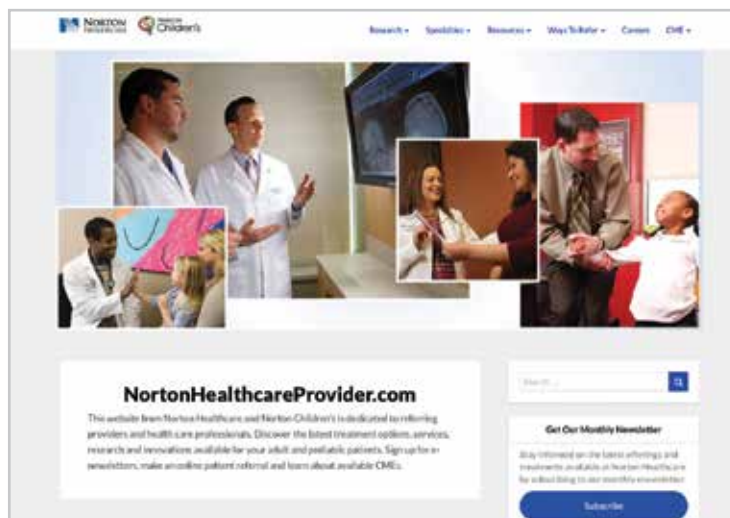 NORTON
HEALTHCARE
NORTON
Children's
Research
Specialties
Resources
Ways To Refer
Careers
CME
NortonHealthcareProvider.com
This website from Norton Healthcare and Norton Children's is dedicated to referring
providers and health care professionals. Discover the latest treatment options, services,
research and innovations available for your adult and pediatric patients. Sign up for e-
newsletters, make an online patient referral and learn about available CMEs.
Search ...
Get Our Monthly Newsletter
Stay informed on the latest offerings and
treatments available at Norton Healthcare
by subscribing to our monthly enewsletter
Subscribe